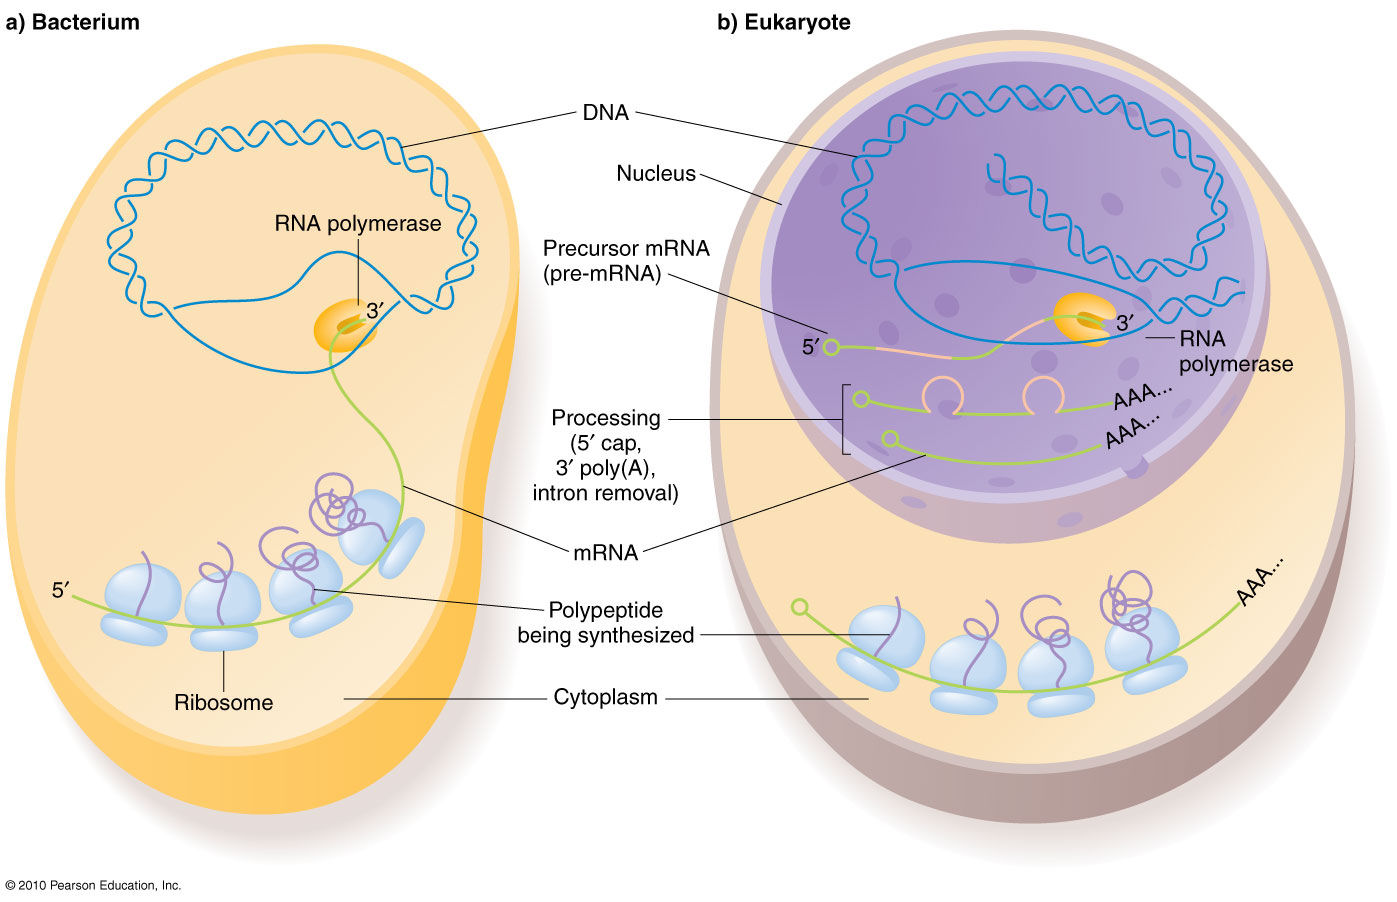 a) Bacterium
b) Eukaryote
DNA
Nucleus
RNA polymerase
Precursor mRNA
(pre-mRNA)
3′
3′
5′
RNA
polymerase
AAA...
Processing
(5′ cap,
3′ poly(A),
intron removal)
AAA...
mRNA
5′
AAA...
Polypeptide
being synthesized
Ribosome
Cytoplasm
© 2010 Pearson Education, Inc.